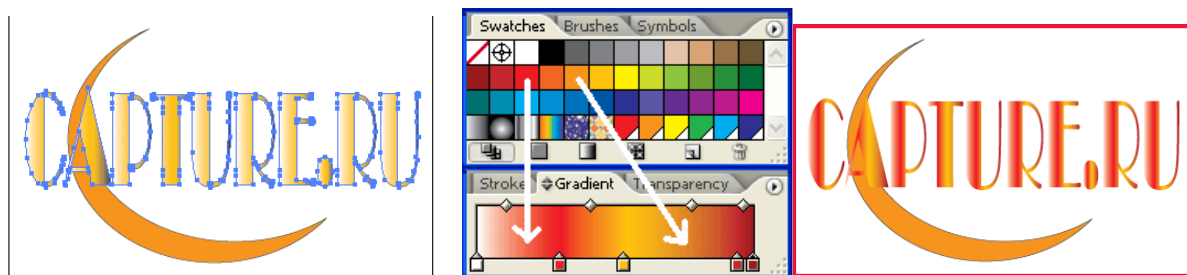 CAPTURE.RU
Swatches Brushes Symbols
Stroke Gradient Transparency
CAPTURE.RU